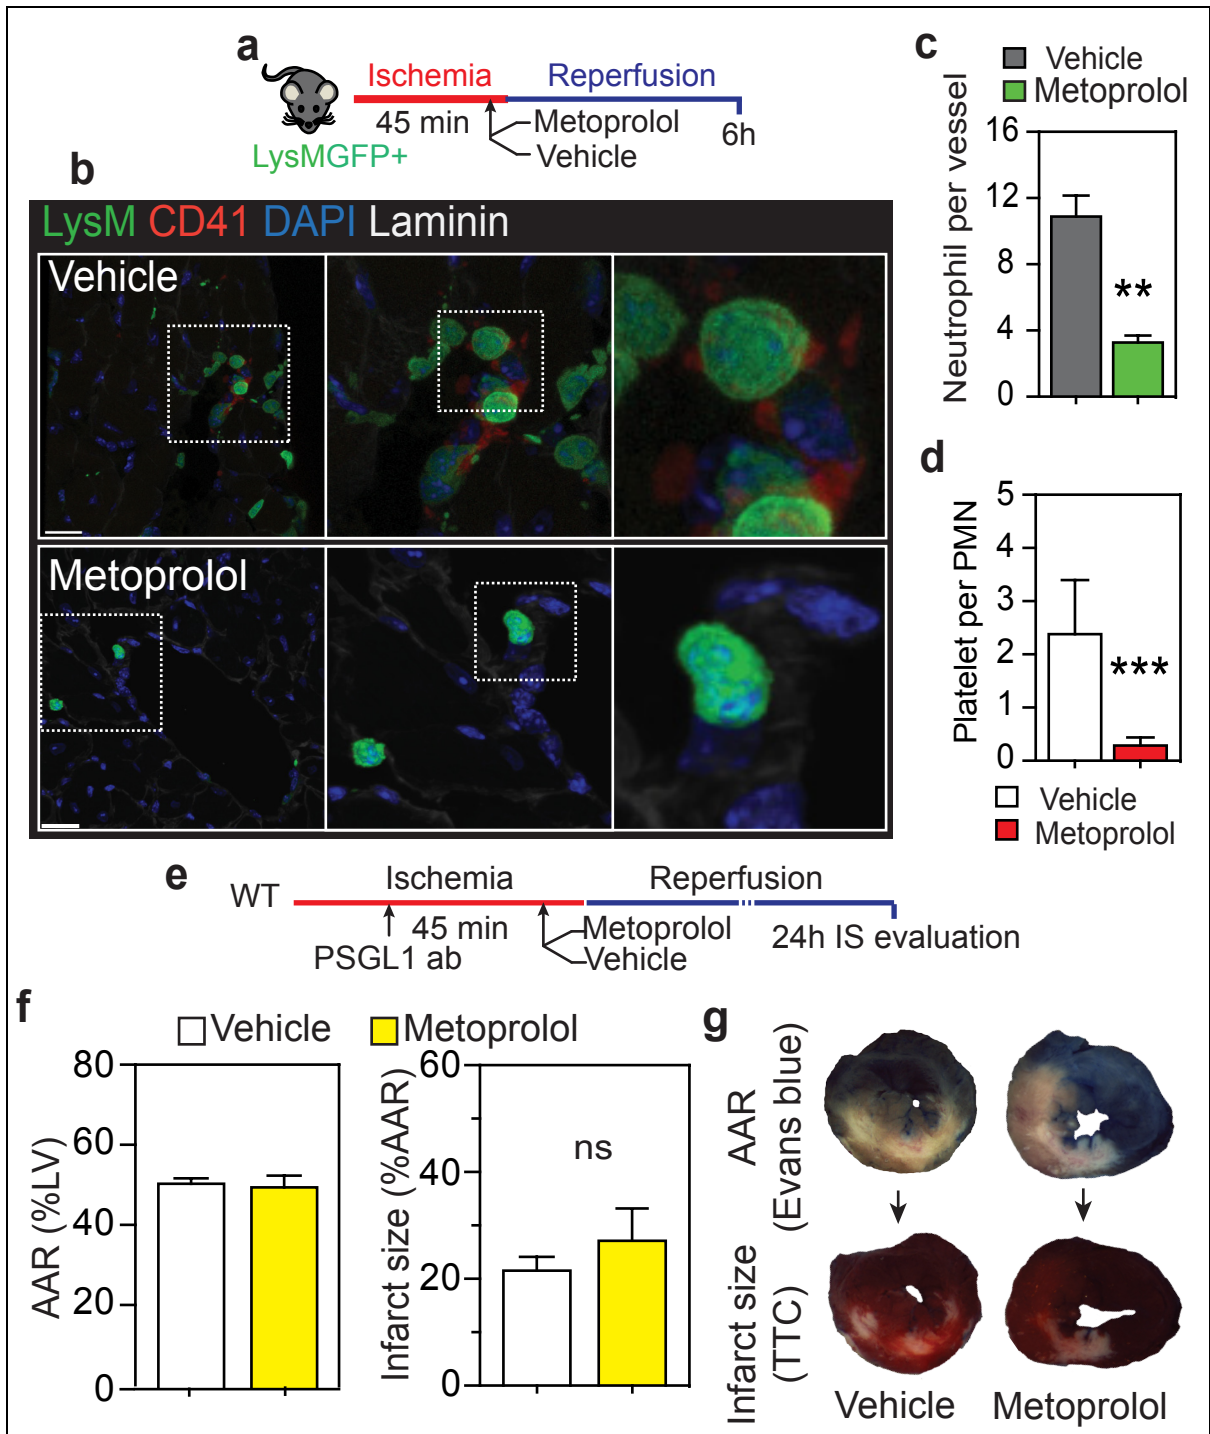 a
Ischemia Reperfusion
45 min
Metoprolol
Vehicle
6h
LysMGFP+
b
LysM CD41 DAPI Laminin
Vehicle
Metoprolol
c
Vehicle
Metoprolol
Neutrophil per vessel
16
12
8
4
0
**
d
Platelet per PMN
5
4
3
2
1
0
***
Vehicle
Metoprolol
e
WT
Ischemia Reperfusion
45 min
PSGL1 ab
Metoprolol
Vehicle
24h IS evaluation
f
Vehicle Metoprolol
AAR (%LV)
80
60
40
20
0
Infarct size (%AAR)
60
40
20
0
ns
g
AAR
(Evans blue)
Infarct size
(TTC)
Vehicle Metoprolol